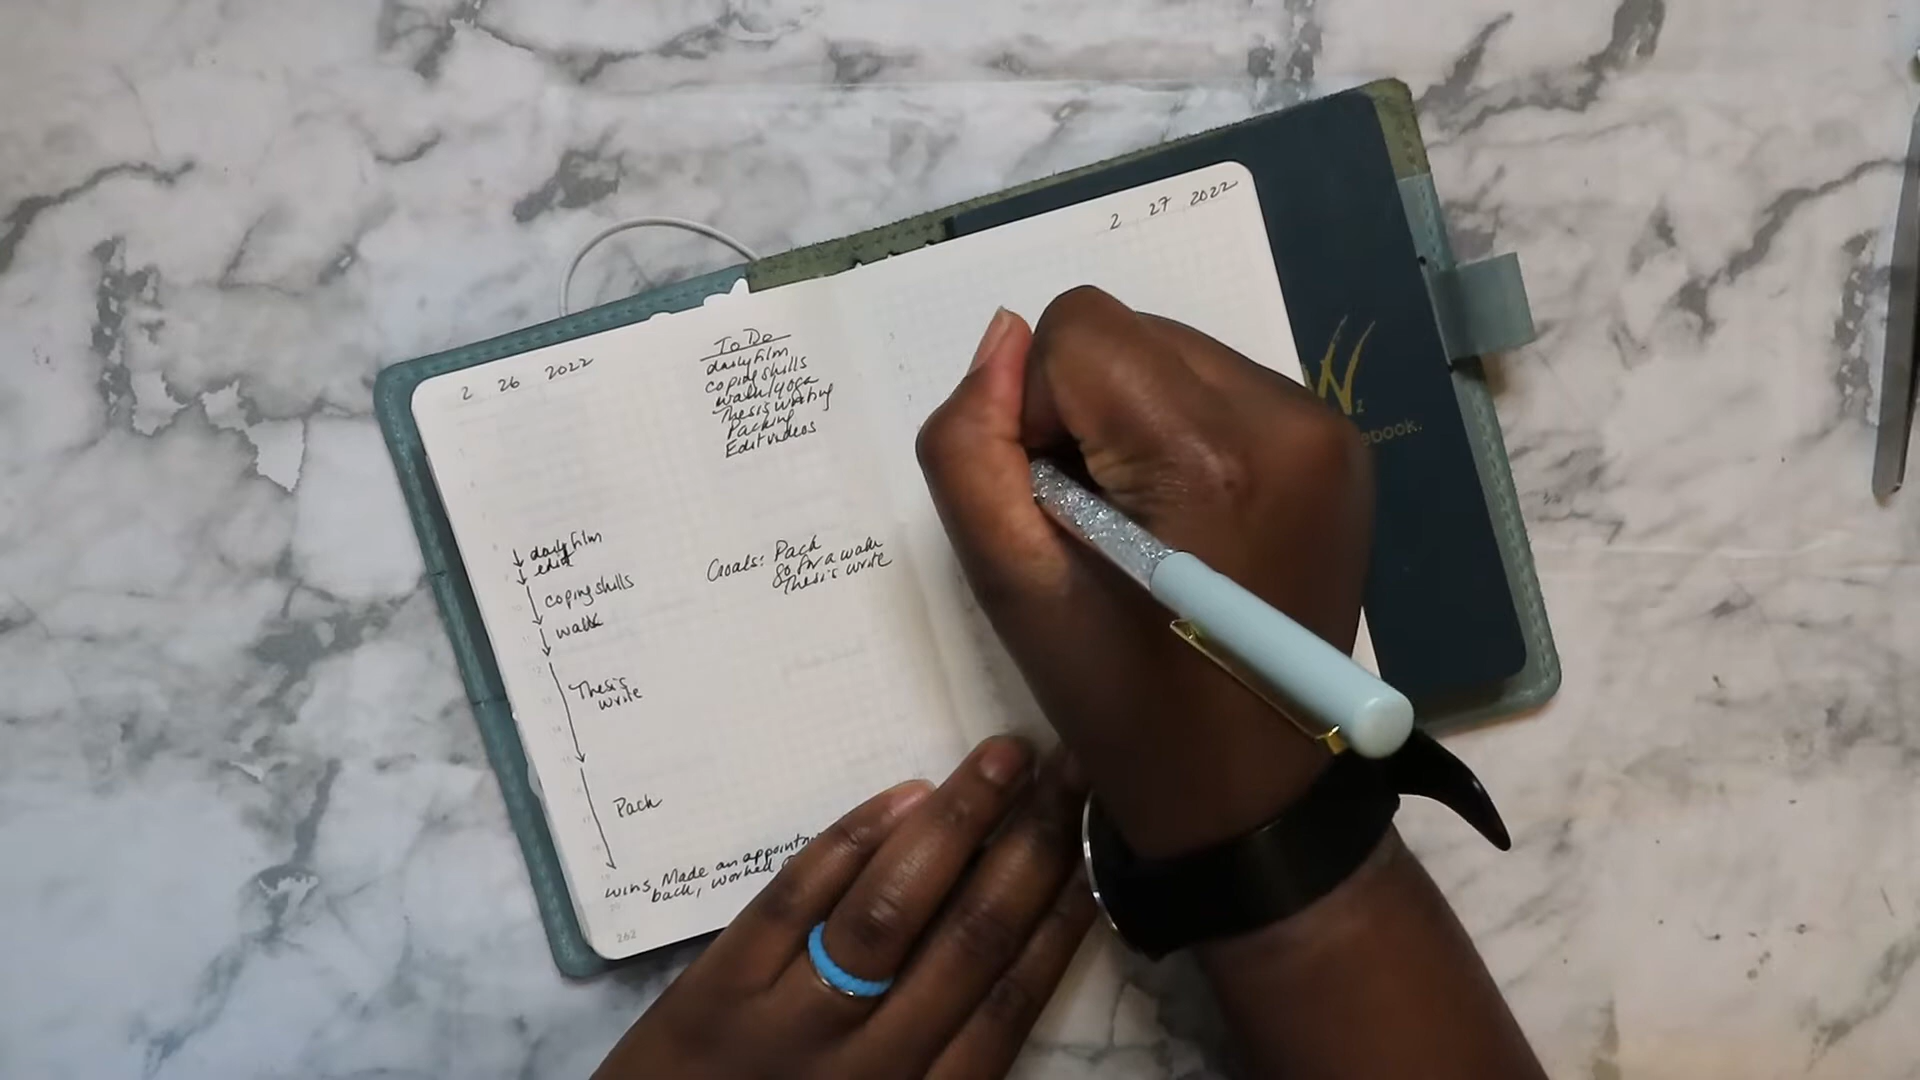 2 26 2022
To Do
daily film
coping skills
walk/yoga
Thesis writing
Packing
Edit videos
daily film
edit
coping skills
walk
Thesis
write
Pack
Goals: Pack
go for a walk
Thesis write
wins Made an
back, worked
262
2 27 2022